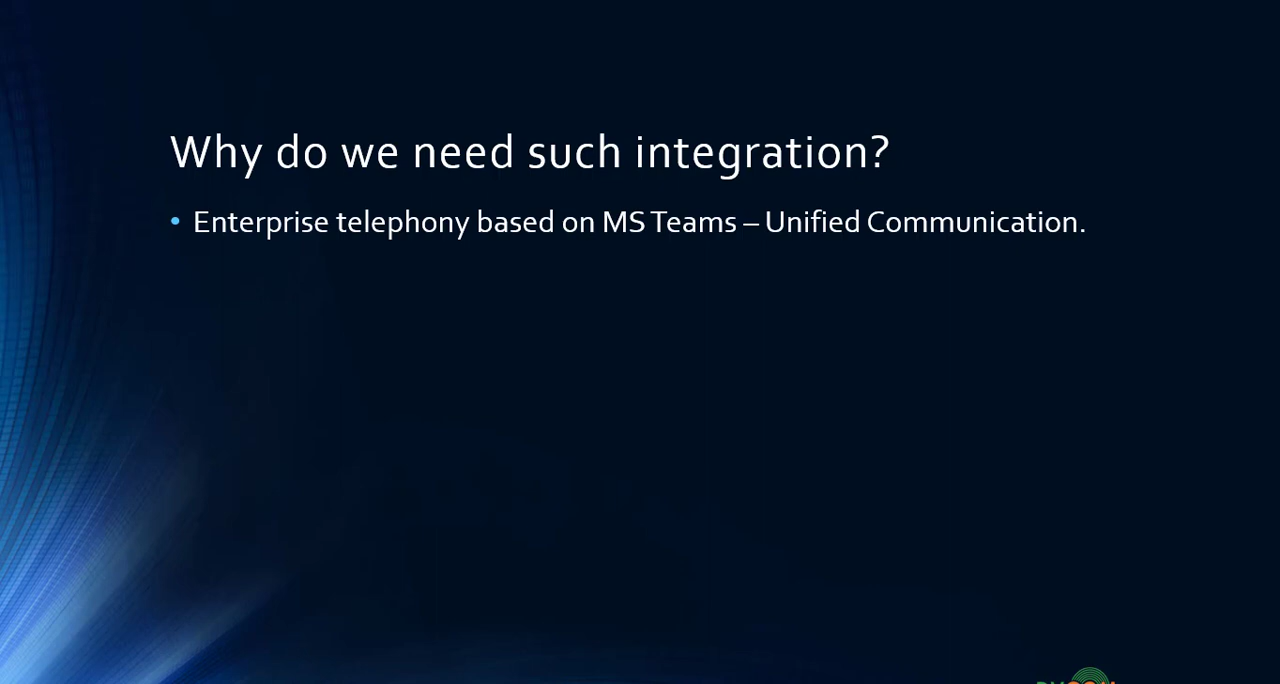 Why do we need such integration?
• Enterprise telephony based on MS Teams – Unified Communication.